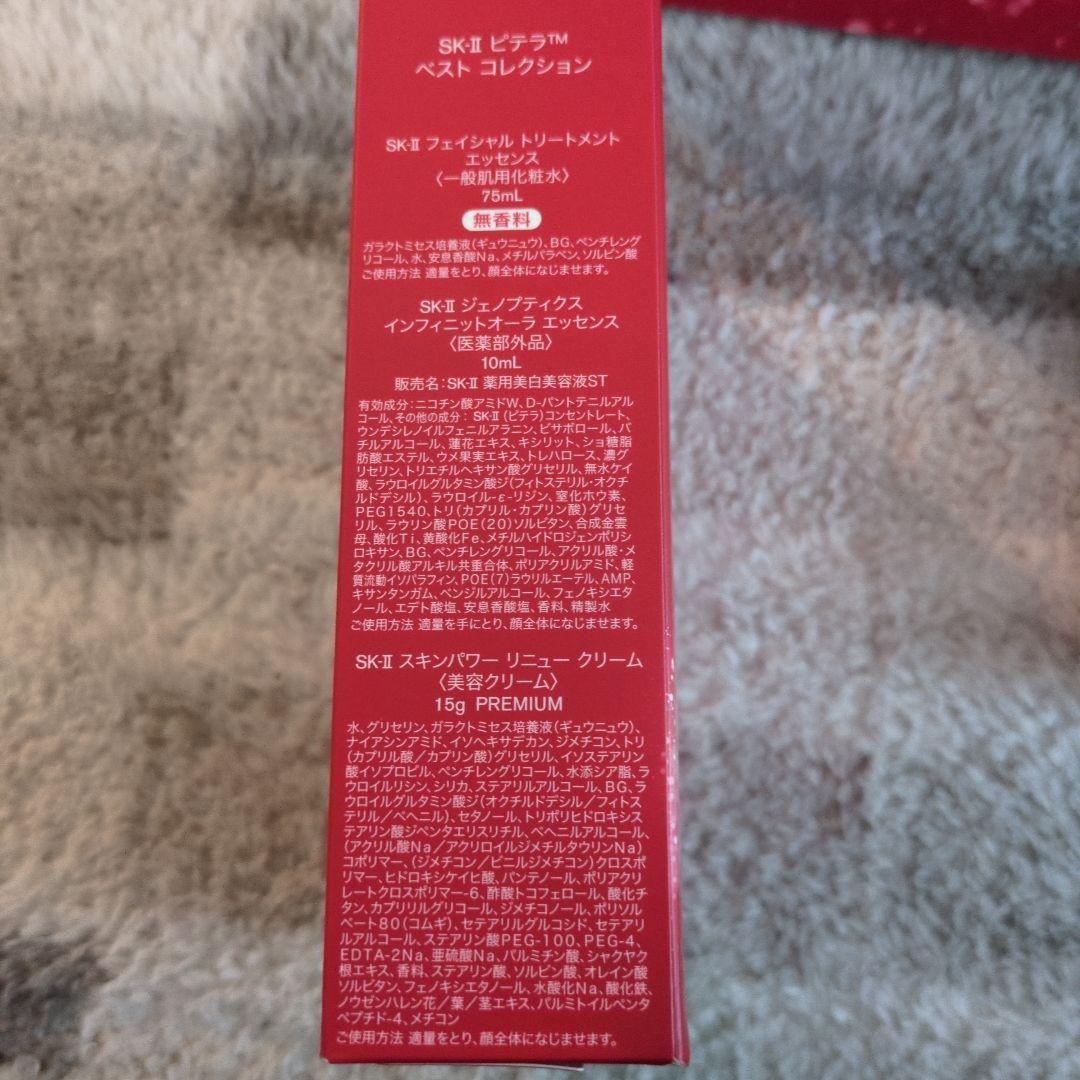 SK-II ピテラ™
ベスト コレクション
SK-II フェイシャル トリートメント
エッセンス
〈一般肌用化粧水〉
75mL
無香料
ガラクトミセス培養液(ギュウニュウ)、BG、ペンチレング
リコール、水、安息香酸Na、メチルパラベン、ソルビン酸
ご使用方法 適量をとり、顔全体になじませます。
SK-II ジェノプティクス
インフィニットオーラ エッセンス
〈医薬部外品〉
10mL
販売名：SK-II 薬用美白美容液ST
有効成分：ニコチン酸アミドW、D-パントテニルアル
コール、その他の成分：SK-II (ピテラ)コンセントレート、
ウンデシレノイルフェニルアラニン、ビサボロール、バ
チルアルコール、蓮花エキス、キシリット、ショ糖脂
肪酸エステル、ウメ果実エキス、トレハロース、濃グ
リセリン、トリエチルヘキサン酸グリセリル、無水ケイ
酸、ラウロイルグルタミン酸ジ(フィトステリル・オクチ
ルドデシル)、ラウロイル-ε-リジン、窒化ホウ素、
PEG1540、トリ(カプリル・カプリン酸)グリセ
リル、ラウリン酸POE(20)ソルビタン、合成金雲
母、酸化Ti、黄酸化Fe、メチルハイドロジェンポリシ
ロキサン、BG、ペンチレングリコール、アクリル酸・メ
タクリル酸アルキル共重合体、ポリアクリルアミド、軽
質流動イソパラフィン、POE(7)ラウリルエーテル、AMP、
キサンタンガム、ベンジルアルコール、フェノキシエタ
ノール、エデト酸塩、安息香酸塩、香料、精製水
ご使用方法 適量を手にとり、顔全体になじませます。
SK-II スキンパワー リニュー クリーム
〈美容クリーム〉
15g PREMIUM
水、グリセリン、ガラクトミセス培養液(ギュウニュウ)、
ナイアシンアミド、イソヘキサデカン、ジメチコン、トリ
(カプリル酸／カプリン酸)グリセリル、イソステアリン
酸イソプロピル、ペンチレングリコール、水添シア脂、ラ
ウロイルリシン、シリカ、ステアリルアルコール、BG、ラ
ウロイルグルタミン酸ジ(オクチルドデシル／フィトス
テリル／ベヘニル)、セタノール、トリポリヒドロキシス
テアリン酸ジペンタエリスリチル、ベヘニルアルコール、
(アクリル酸Na／アクリロイルジメチルタウリンNa)
コポリマー、(ジメチコン／ビニルジメチコン)クロスポ
リマー、ヒドロキシケイヒ酸、パンテノール、ポリアクリ
レートクロスポリマー-6、酢酸トコフェロール、酸化チ
タン、カプリリルグリコール、ジメチコノール、ポリソル
ベート80(コムギ)、セテアリルグルコシド、セテアリ
ルアルコール、ステアリン酸PEG-100、PEG-4、
EDTA-2Na、亜硫酸Na、パルミチン酸、シャクヤク
根エキス、香料、ステアリン酸、ソルビン酸、オレイン酸
ソルビタン、フェノキシエタノール、水酸化Na、酸化鉄、
ノウゼンハレン花／葉／茎エキス、パルミトイルペンタ
ペプチド-4、メチコン
ご使用方法 適量をとり、顔全体になじませます。